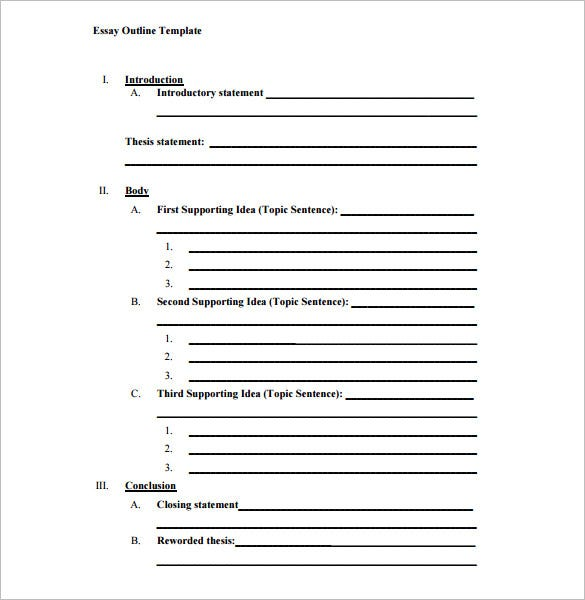 Essay Outline Template
I. Introduction
A. Introductory statement
Thesis statement:
II. Body
A. First Supporting Idea (Topic Sentence):
1.
2.
3.
B. Second Supporting Idea (Topic Sentence):
1.
2.
3.
C. Third Supporting Idea (Topic Sentence):
1.
2.
3.
III. Conclusion
A. Closing statement
B. Reworded thesis: